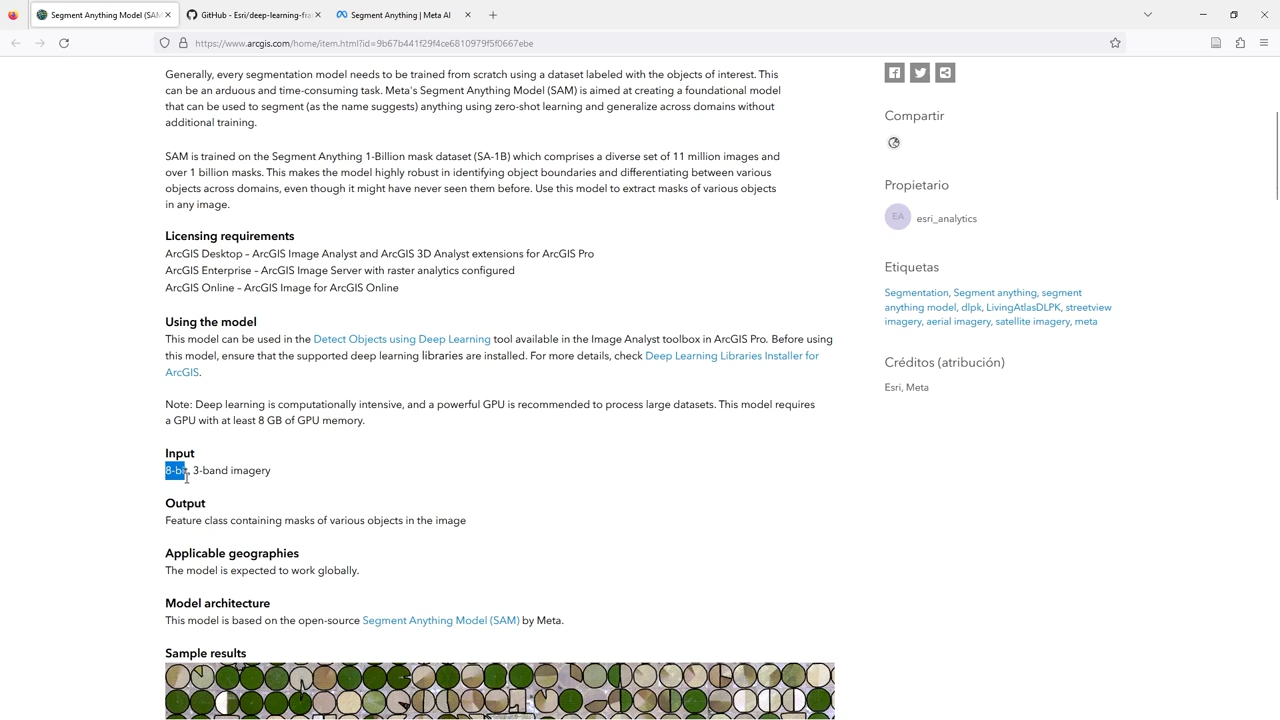 Segment Anything Model (SAM
GitHub - Esri/deep-learning-fra
Segment Anything | Meta AI
https://www.arcgis.com/home/item.html?id=9b67b441f29f4ce6810979f5f0667ebe
Generally, every segmentation model needs to be trained from scratch using a dataset labeled with the objects of interest. This
can be an arduous and time-consuming task. Meta's Segment Anything Model (SAM) is aimed at creating a foundational model
that can be used to segment (as the name suggests) anything using zero-shot learning and generalize across domains without
additional training.
SAM is trained on the Segment Anything 1-Billion mask dataset (SA-1B) which comprises a diverse set of 11 million images and
over 1 billion masks. This makes the model highly robust in identifying object boundaries and differentiating between various
objects across domains, even though it might have never seen them before. Use this model to extract masks of various objects
in any image.
Licensing requirements
ArcGIS Desktop – ArcGIS Image Analyst and ArcGIS 3D Analyst extensions for ArcGIS Pro
ArcGIS Enterprise – ArcGIS Image Server with raster analytics configured
ArcGIS Online – ArcGIS Image for ArcGIS Online
Using the model
This model can be used in the Detect Objects using Deep Learning tool available in the Image Analyst toolbox in ArcGIS Pro. Before using
this model, ensure that the supported deep learning libraries are installed. For more details, check Deep Learning Libraries Installer for
ArcGIS.
Note: Deep learning is computationally intensive, and a powerful GPU is recommended to process large datasets. This model requires
a GPU with at least 8 GB of GPU memory.
Input
8-bit, 3-band imagery
Output
Feature class containing masks of various objects in the image
Applicable geographies
The model is expected to work globally.
Model architecture
This model is based on the open-source Segment Anything Model (SAM) by Meta.
Sample results
Compartir
Propietario
EA
esri_analytics
Etiquetas
Segmentation, Segment anything, segment
anything model, dlpk, LivingAtlasDLPK, streetview
imagery, aerial imagery, satellite imagery, meta
Créditos (atribución)
Esri, Meta